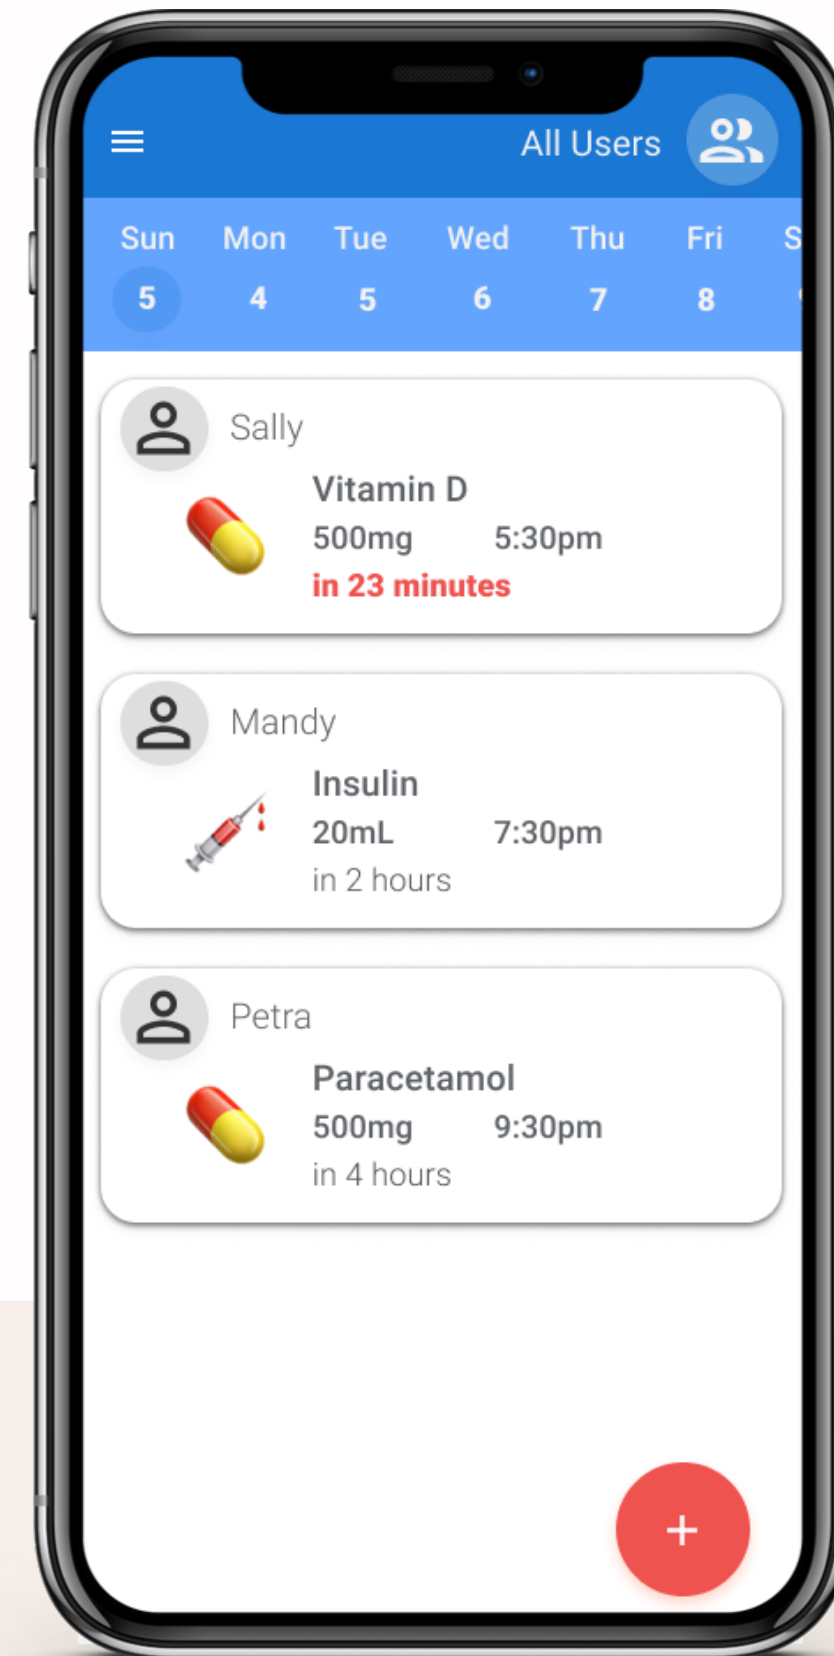 All Users
Sun Mon Tue Wed Thu Fri S
5 4 5 6 7 8
Sally
Vitamin D
500mg 5:30pm
in 23 minutes
Mandy
Insulin
20mL 7:30pm
in 2 hours
Petra
Paracetamol
500mg 9:30pm
in 4 hours
+